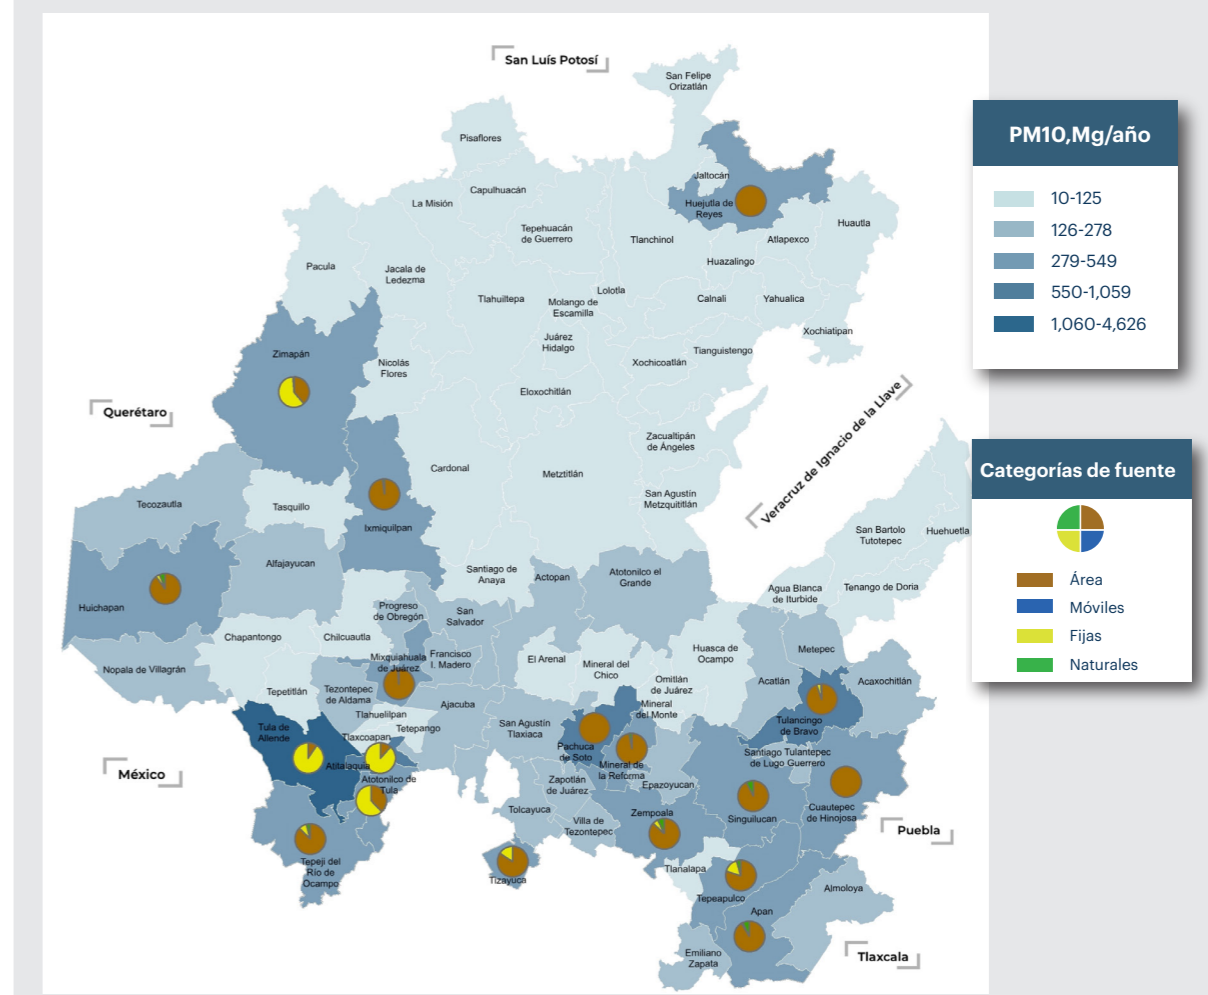 San Luís Potosí
San Felipe
Orizatlán
Pisaflores
Jaltocán
Capulhuacán
La Misión
Huejutla de
Reyes
Huautla
Tepehuacán
de Guerrero
Tlanchinol
Atlapexco
Huazalingo
Pacula
Jacala de
Ledezma
Lolotla
Tlahuiltepa
Molango de
Escamilla
Calnali
Yahualica
Xochiatipan
Juárez
Hidalgo
Zimapán
Nicolás
Flores
Xochicoatlán
Tianguistengo
Eloxochitlán
Querétaro
Veracruz de Ignacio de la Llave
Zacualtipán
de Ángeles
Cardonal
Metztitlán
Tecozautla
Tasquillo
San Agustín
Metzquititlán
Ixmiquilpan
San Bartolo
Tutotepec
Huehuetla
Alfajayucan
Santiago de
Anaya
Actopan
Atotonilco el
Grande
Agua Blanca
de Iturbide
Tenango de Doria
Huichapan
Progreso
de Obregón
San
Salvador
Chapantongo
Chilcuautla
Nopala de Villagrán
Mixquiahuala
de Juárez
Francisco
I. Madero
El Arenal
Mineral del
Chico
Huasca de
Ocampo
Metepec
Omitlán
de Juárez
Acatlán
Acaxochitlán
Tepetitlán
Tezontepec
de Aldama
Ajacuba
Mineral
del Monte
Tlahuelilpan
Tetepango
San Agustín
Tlaxiaca
Tulancingo
de Bravo
Tula de
Allende
Tlaxcoapan
Pachuca
de Soto
Santiago Tulantepec
de Lugo Guerrero
Atitalaquia
Mineral de
la Reforma
México
Atotonilco de
Tula
Zapotlán
de Juárez
Epazoyucan
Tolcayuca
Zempoala
Singuilucan
Cuautepec
de Hinojosa
Villa de
Tezontepec
Puebla
Tepeji del
Río de
Ocampo
Tizayuca
Tlanalapa
Tepeapulco
Almoloya
Apan
Emiliano
Zapata
Tlaxcala
PM10,Mg/año
10-125
126-278
279-549
550-1,059
1,060-4,626
Categorías de fuente
Área
Móviles
Fijas
Naturales